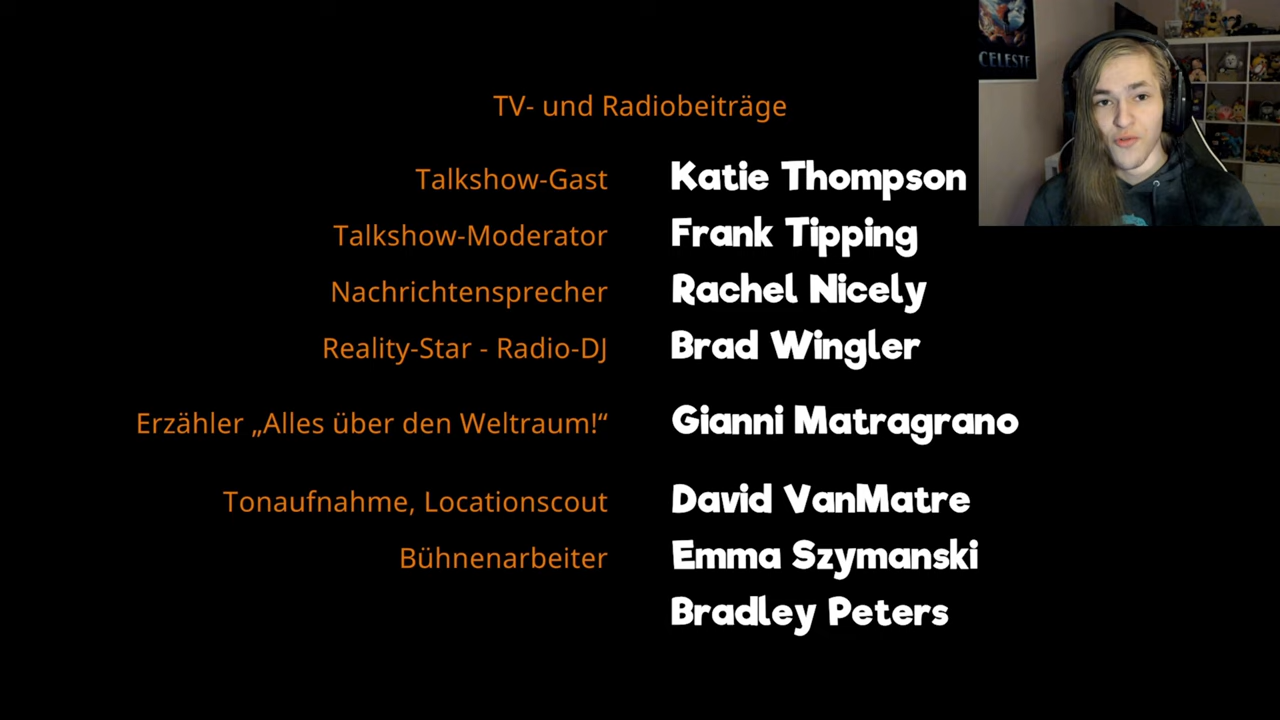 CELESTE
TV- und Radiobeiträge
Talkshow-Gast Katie Thompson
Talkshow-Moderator Frank Tipping
Nachrichtensprecher Rachel Nicely
Reality-Star - Radio-DJ Brad Wingler
Erzähler „Alles über den Weltraum!“ Gianni Matragrano
Tonaufnahme, Locationscout David VanMatre
Bühnenarbeiter Emma Szymanski
Bradley Peters